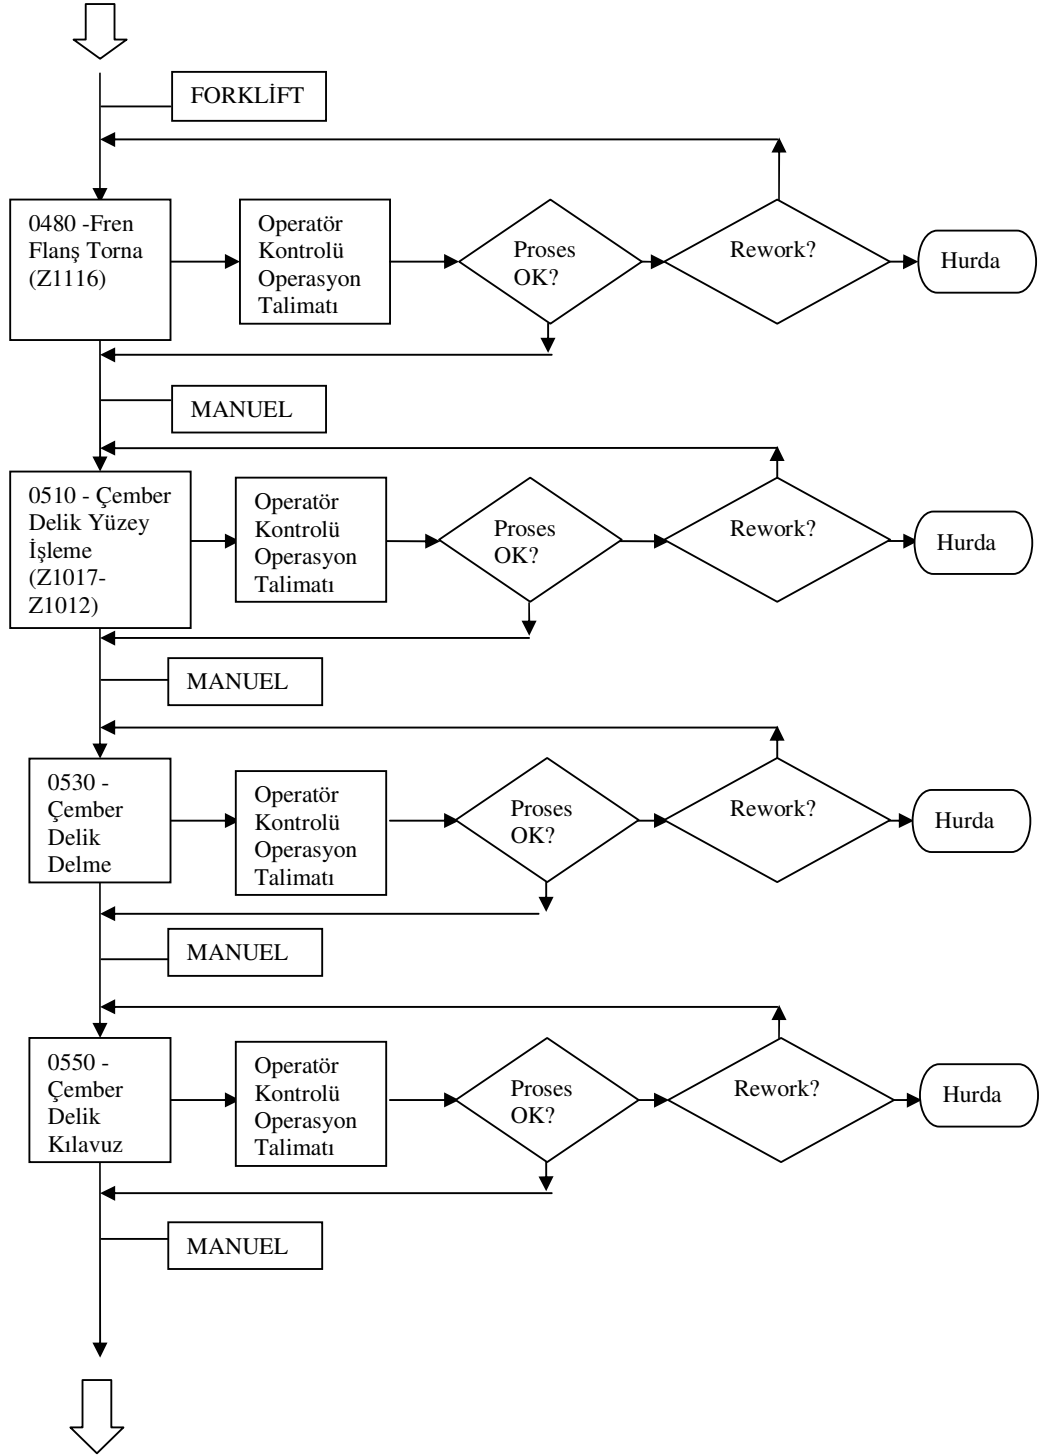 FORKLİFT
0480 -Fren
Flanş Torna
(Z1116)
Operatör
Kontrolü
Operasyon
Talimatı
Proses
OK?
Rework?
Hurda
MANUEL
0510 - Çember
Delik Yüzey
İşleme
(Z1017-
Z1012)
Operatör
Kontrolü
Operasyon
Talimatı
Proses
OK?
Rework?
Hurda
MANUEL
0530 -
Çember
Delik
Delme
Operatör
Kontrolü
Operasyon
Talimatı
Proses
OK?
Rework?
Hurda
MANUEL
0550 -
Çember
Delik
Kılavuz
Operatör
Kontrolü
Operasyon
Talimatı
Proses
OK?
Rework?
Hurda
MANUEL